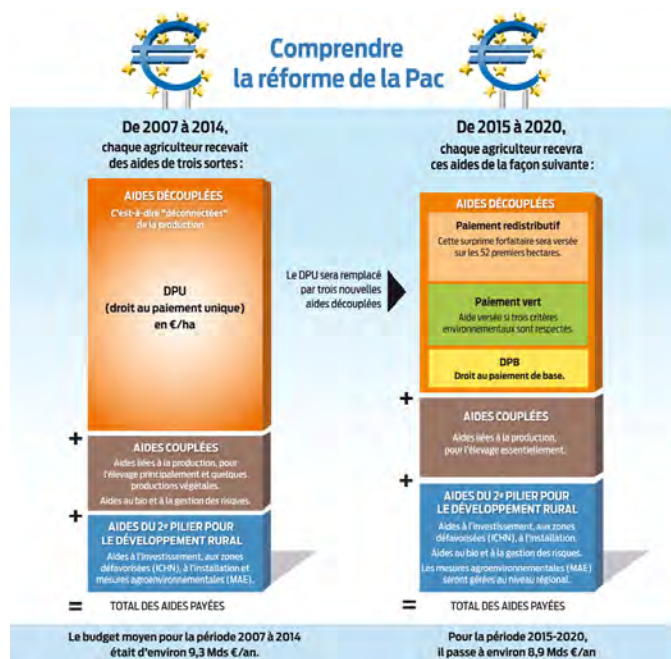 Comprendre
la réforme de la Pac
De 2007 à 2014,
chaque agriculteur recevait
des aides de trois sortes :
AIDES DÉCOUPLÉES
C'est-à-dire "déconnectées"
de la production
DPU
(droit au paiement unique)
en €/ha
+
AIDES COUPLÉES
Aides liées à la production, pour
l'élevage principalement et quelques
productions végétales.
Aides au bio et à la gestion des risques.
+
AIDES DU 2e PILIER POUR
LE DÉVELOPPEMENT RURAL
Aides à l'investissement, aux zones
défavorisées (ICHN), à l'installation et
mesures agroenvironnementales (MAE).
= TOTAL DES AIDES PAYÉES
Le budget moyen pour la période 2007 à 2014
était d'environ 9,3 Mds €/an.
Le DPU sera remplacé
par trois nouvelles
aides découplées
De 2015 à 2020,
chaque agriculteur recevra
ces aides de la façon suivante :
AIDES DÉCOUPLÉES
Paiement redistributif
Cette surprime forfaitaire sera versée
sur les 52 premiers hectares.
Paiement vert
Aide versée si trois critères
environnementaux sont respectés.
DPB
Droit au paiement de base.
+
AIDES COUPLÉES
Aides liées à la production,
pour l'élevage essentiellement.
+
AIDES DU 2e PILIER POUR
LE DÉVELOPPEMENT RURAL
Aides à l'investissement, aux zones
défavorisées (ICHN), à l'installation.
Aides au bio et à la gestion des risques.
Les mesures agroenvironnementales (MAE)
seront gérées au niveau régional.
= TOTAL DES AIDES PAYÉES
Pour la période 2015-2020,
il passe à environ 8,9 Mds €/an